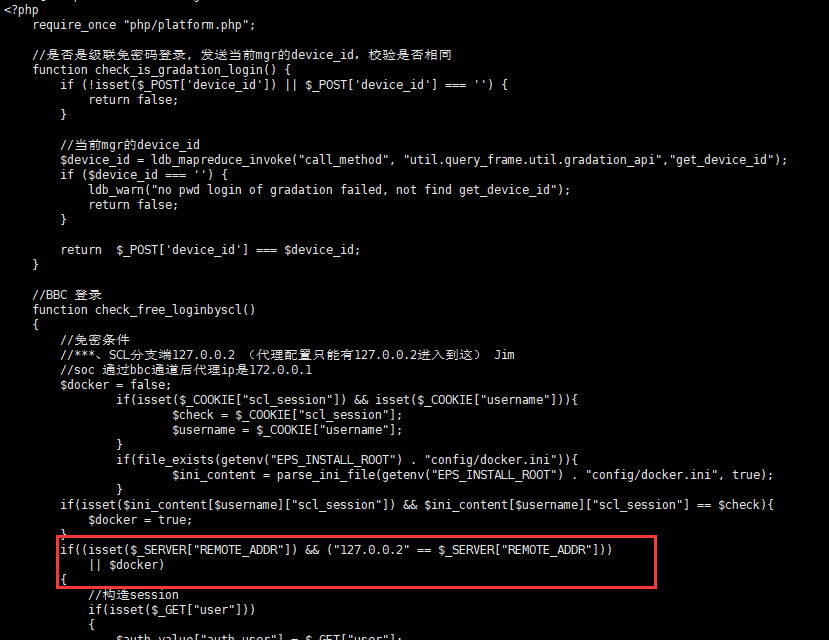 <?php
require_once "php/platform.php";
//是否是级联免密码登录, 发送当前mgr的device_id, 校验是否相同
function check_is_gradation_login() {
if (!isset($_POST['device_id']) || $_POST['device_id'] === '') {
return false;
}
//当前mgr的device_id
$device_id = ldb_mapreduce_invoke("call_method", "util.query_frame.util.gradation_api","get_device_id");
if ($device_id === '') {
ldb_warn("no pwd login of gradation failed, not find get_device_id");
return false;
}
return  $_POST['device_id'] === $device_id;
}
//BBC 登录
function check_free_loginbyscl()
{
//免密条件
//***、SCL分支端127.0.0.2 （代理配置只能有127.0.0.2进入到这） Jim
//soc 通过bbc通道后代理ip是172.0.0.1
$docker = false;
if(isset($_COOKIE["scl_session"]) && isset($_COOKIE["username"])){
$check = $_COOKIE["scl_session"];
$username = $_COOKIE["username"];
}
if(file_exists(getenv("EPS_INSTALL_ROOT") . "config/docker.ini")){
$ini_content = parse_ini_file(getenv("EPS_INSTALL_ROOT") . "config/docker.ini", true);
}
if(isset($ini_content[$username]["scl_session"]) && $ini_content[$username]["scl_session"] == $check){
$docker = true;
}
if((isset($_SERVER["REMOTE_ADDR"]) && ("127.0.0.2" == $_SERVER["REMOTE_ADDR"]))
|| $docker)
{
//构造session
if(isset($_GET["user"]))
{
$auth_value["auth_user"] = $_GET["user"];